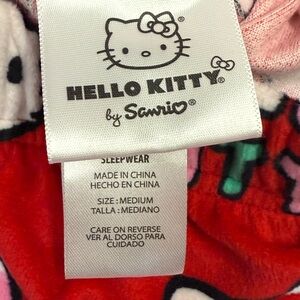 HELLO KITTY
by Sanrio
SLEEPWEAR
MADE IN CHINA
HECHO EN CHINA
SIZE : MEDIUM
TALLA : MEDIANO
CARE ON REVERSE
VER AL DORSO PARA
CUIDADO